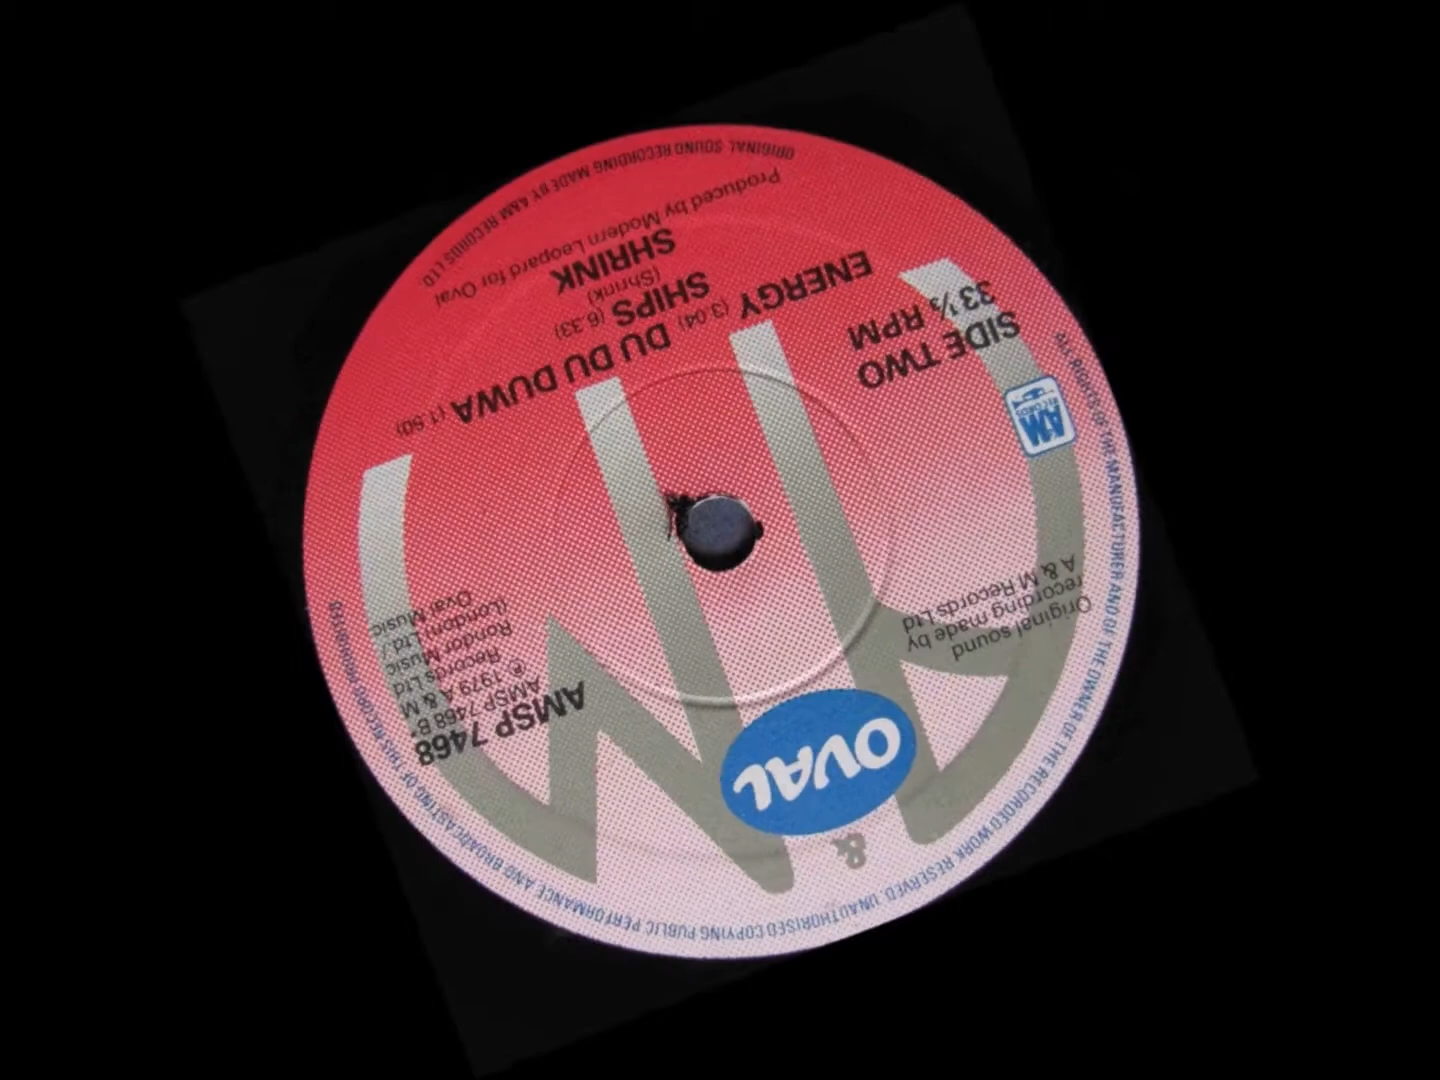 &
OVAL
AMSP 7468
AMSP 7468 B*
℗ 1979 A & M
Records Ltd
Rondor Music
(London) Ltd /
Oval Music
Original sound
recording made by
A & M Records Ltd
A&M
RECORDS
SIDE TWO
33 ⅓ RPM
ENERGY (3.04) DU DU DUWA (1.50)
SHIPS (6.33)
(Shrink)
SHRINK
Produced by Modern Leopard for Oval
ORIGINAL SOUND RECORDING MADE BY A&M RECORDS LTD
ALL RIGHTS OF THE MANUFACTURER AND OF THE OWNER OF THE RECORDED WORK RESERVED. UNAUTHORISED COPYING PUBLIC PERFORMANCE AND BROADCASTING OF THIS RECORD PROHIBITED